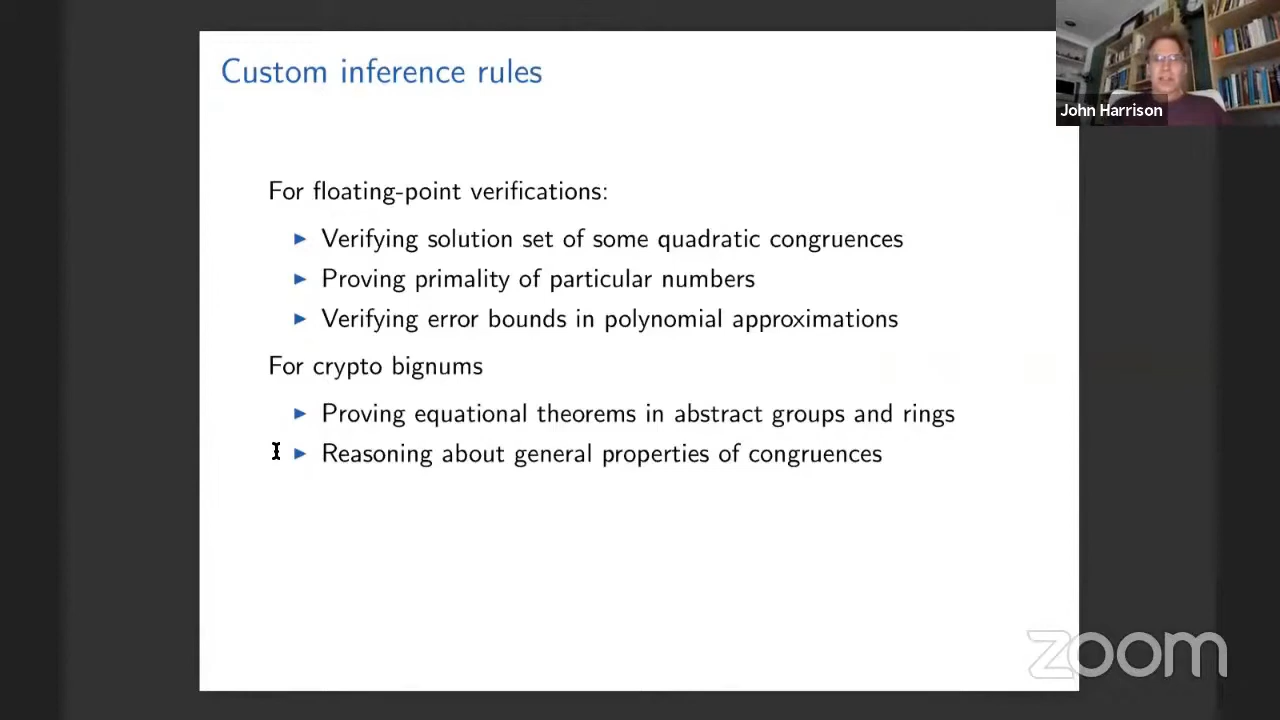 Custom inference rules
John Harrison
For floating-point verifications:
Verifying solution set of some quadratic congruences
Proving primality of particular numbers
Verifying error bounds in polynomial approximations
For crypto bignums
Proving equational theorems in abstract groups and rings
Reasoning about general properties of congruences
zoom